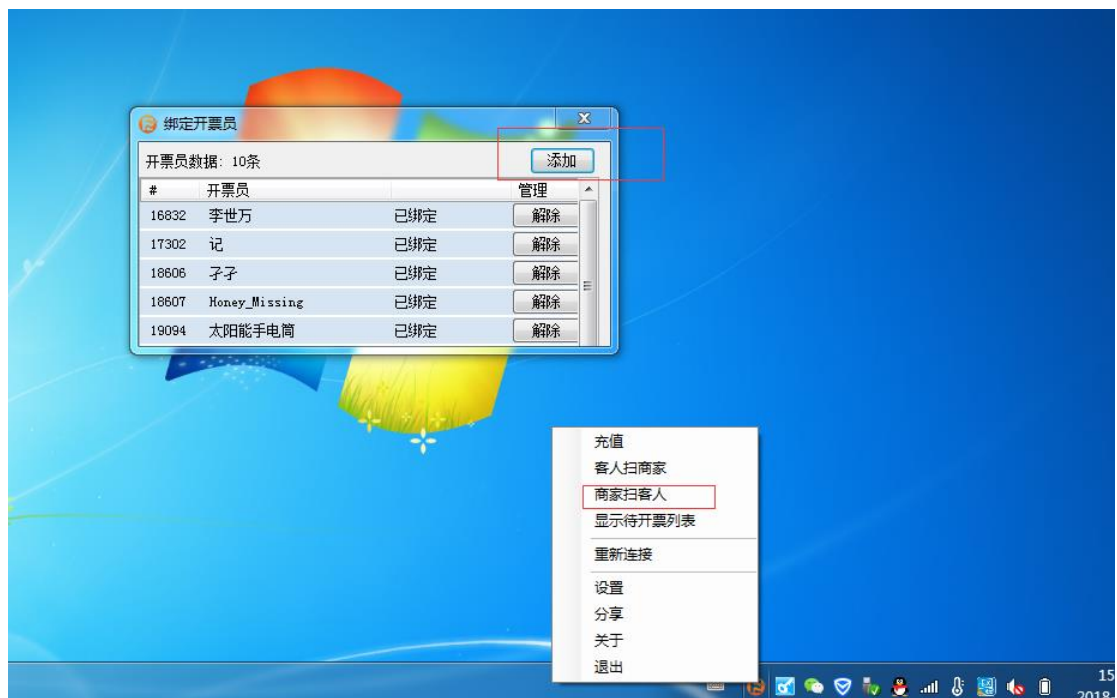 绑定开票员
开票员数据: 10条 添加
# 开票员 管理
16832 李世万 已绑定 解除
17302 记 已绑定 解除
18606 孖孖 已绑定 解除
18607 Honey_Missing 已绑定 解除
19094 太阳能手电筒 已绑定 解除
充值
客人扫商家
商家扫客人
显示待开票列表
重新连接
设置
分享
关于
退出
15